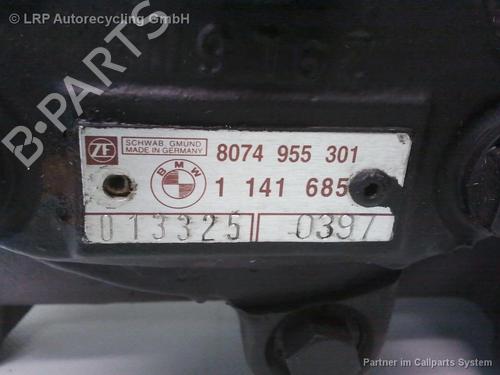 © LRP Autorecycling GmbH
ZF
SCHWAB. GMÜND
MADE IN GERMANY
8074 955 301
BMW
1 141 685
013325 0397
B-Parts
Partner im Callparts System